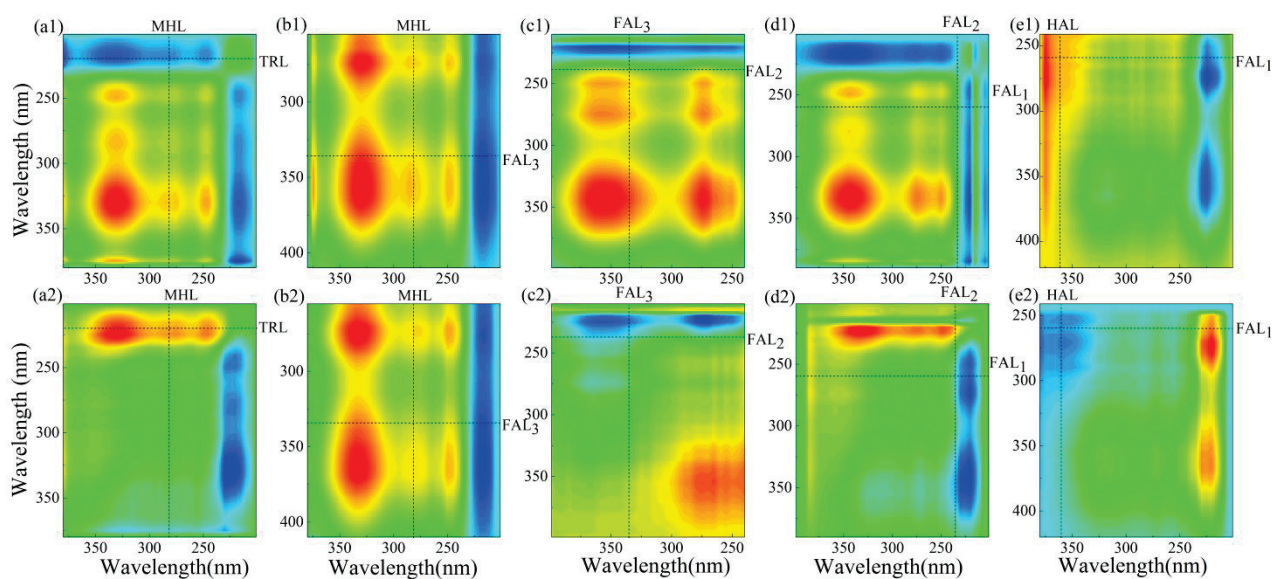 (a1) MHL (b1) MHL (c1) FAL3 (d1) FAL2 (e1) HAL
TRL FAL2 FAL1
Wavelength (nm) 250 300 350
300 350 400 FAL3
250 300 350
250 300 350 FAL1
250 300 350 400
300 250 350 300 250 350 300 250 350 300 250 350 300 250
(a2) MHL (b2) MHL (c2) FAL3 (d2) FAL2 (e2) HAL
TRL FAL2 FAL1
Wavelength (nm) 250 300 350
300 350 400 FAL3
250 300 350
250 300 350 FAL1
250 300 350 400
350 300 250 350 300 250 350 300 250 350 300 250 350 300 250
Wavelength(nm) Wavelength(nm) Wavelength(nm) Wavelength(nm) Wavelength(nm)